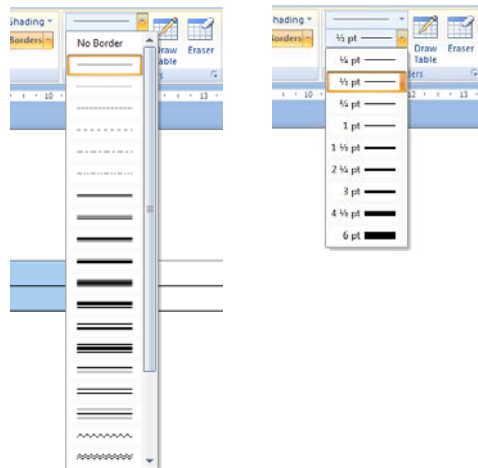 Shading
Borders
Draw
Table
Eraser
No Border
10
13
Shading
Borders
½ pt
Draw
Table
Eraser
¼ pt
½ pt
¾ pt
1 pt
1 ½ pt
2 ¼ pt
3 pt
4 ½ pt
6 pt
10
12
13